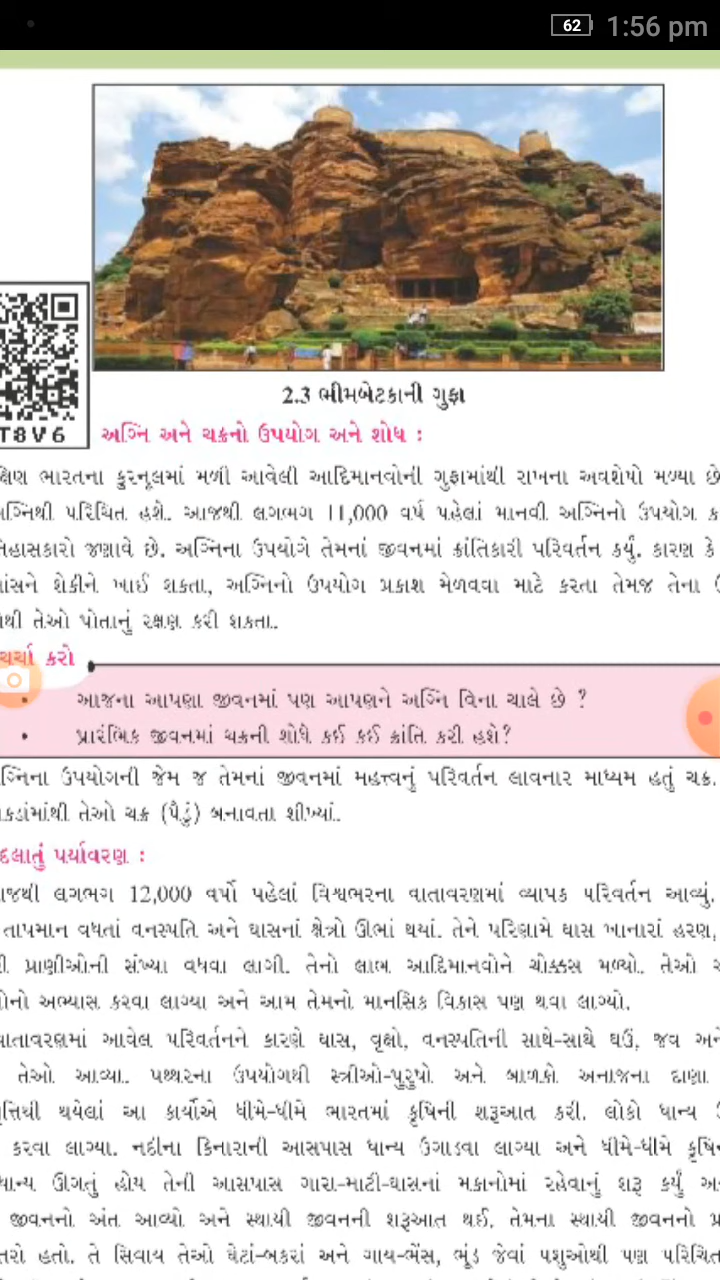 62 1:56 pm
T8V6
2.3 ભીમબેટકાની ગુફા
અગ્નિ અને ચક્રનો ઉપયોગ અને શોધ :
ભારતના કુરનૂલમાં મળી આવેલી આદિમાનવોની ગુફામાંથી રાખના અવશેષો મળ્યા છે
પરિચિત હશે. આજથી લગભગ 11,000 વર્ષ પહેલાં માનવી અગ્નિનો ઉપયોગ ક
જણાવે છે. અગ્નિના ઉપયોગે તેમનાં જીવનમાં ક્રાંતિકારી પરિવર્તન કર્યું. કારણ કે
શેકીને ખાઈ શકતા, અગ્નિનો ઉપયોગ પ્રકાશ મેળવવા માટે કરતા તેમજ તેના
થી તેઓ પોતાનું રક્ષણ કરી શકતા.
ચર્ચા કરો
• આજના આપણા જીવનમાં પણ આપણને અગ્નિ વિના ચાલે છે ?
• પ્રારંભિક જીવનમાં ચક્રની શોધે કઈ કઈ ક્રાંતિ કરી હશે?
ગ્નિના ઉપયોગની જેમ જ તેમનાં જીવનમાં મહત્ત્વનું પરિવર્તન લાવનાર માધ્યમ હતું ચક્ર.
કડાંમાંથી તેઓ ચક્ર (પૈડું) બનાવતા શીખ્યાં.
દલાતું પર્યાવરણ :
જથી લગભગ 12,000 વર્ષો પહેલાં વિશ્વભરના વાતાવરણમાં વ્યાપક પરિવર્તન આવ્યું.
તાપમાન વધતાં વનસ્પતિ અને ઘાસનાં ક્ષેત્રો ઊભાં થયાં. તેને પરિણામે ઘાસ ખાનારાં હરણ,
પ્રાણીઓની સંખ્યા વધવા લાગી. તેનો લાભ આદિમાનવોને ચોક્કસ મળ્યો. તેઓ
નો અભ્યાસ કરવા લાગ્યા અને આમ તેમનો માનસિક વિકાસ પણ થવા લાગ્યો.
વાતાવરણમાં આવેલ પરિવર્તનને કારણે ઘાસ, વૃક્ષો, વનસ્પતિની સાથે-સાથે ઘઉં, જવ અને
તેઓ આવ્યા. પથ્થરના ઉપયોગથી સ્ત્રીઓ-પુરુષો અને બાળકો અનાજના દાણા
ત્તિથી થયેલાં આ કાર્યોએ ધીમે-ધીમે ભારતમાં કૃષિની શરૂઆત કરી. લોકો ધાન્ય
કરવા લાગ્યા. નદીના કિનારાની આસપાસ ધાન્ય ઉગાડવા લાગ્યા અને ધીમે-ધીમે કૃષિ
ધાન્ય ઊગતું હોય તેની આસપાસ ગારા-માટી-ઘાસનાં મકાનોમાં રહેવાનું શરૂ કર્યું અ
જીવનનો અંત આવ્યો અને સ્થાયી જીવનની શરૂઆત થઈ. તેમના સ્થાયી જીવનનો પ્ર
તરો હતો. તે સિવાય તેઓ ઘેટાં-બકરાં અને ગાય-ભેંસ, ભૂંડ જેવાં પશુઓથી પણ પરિચિત